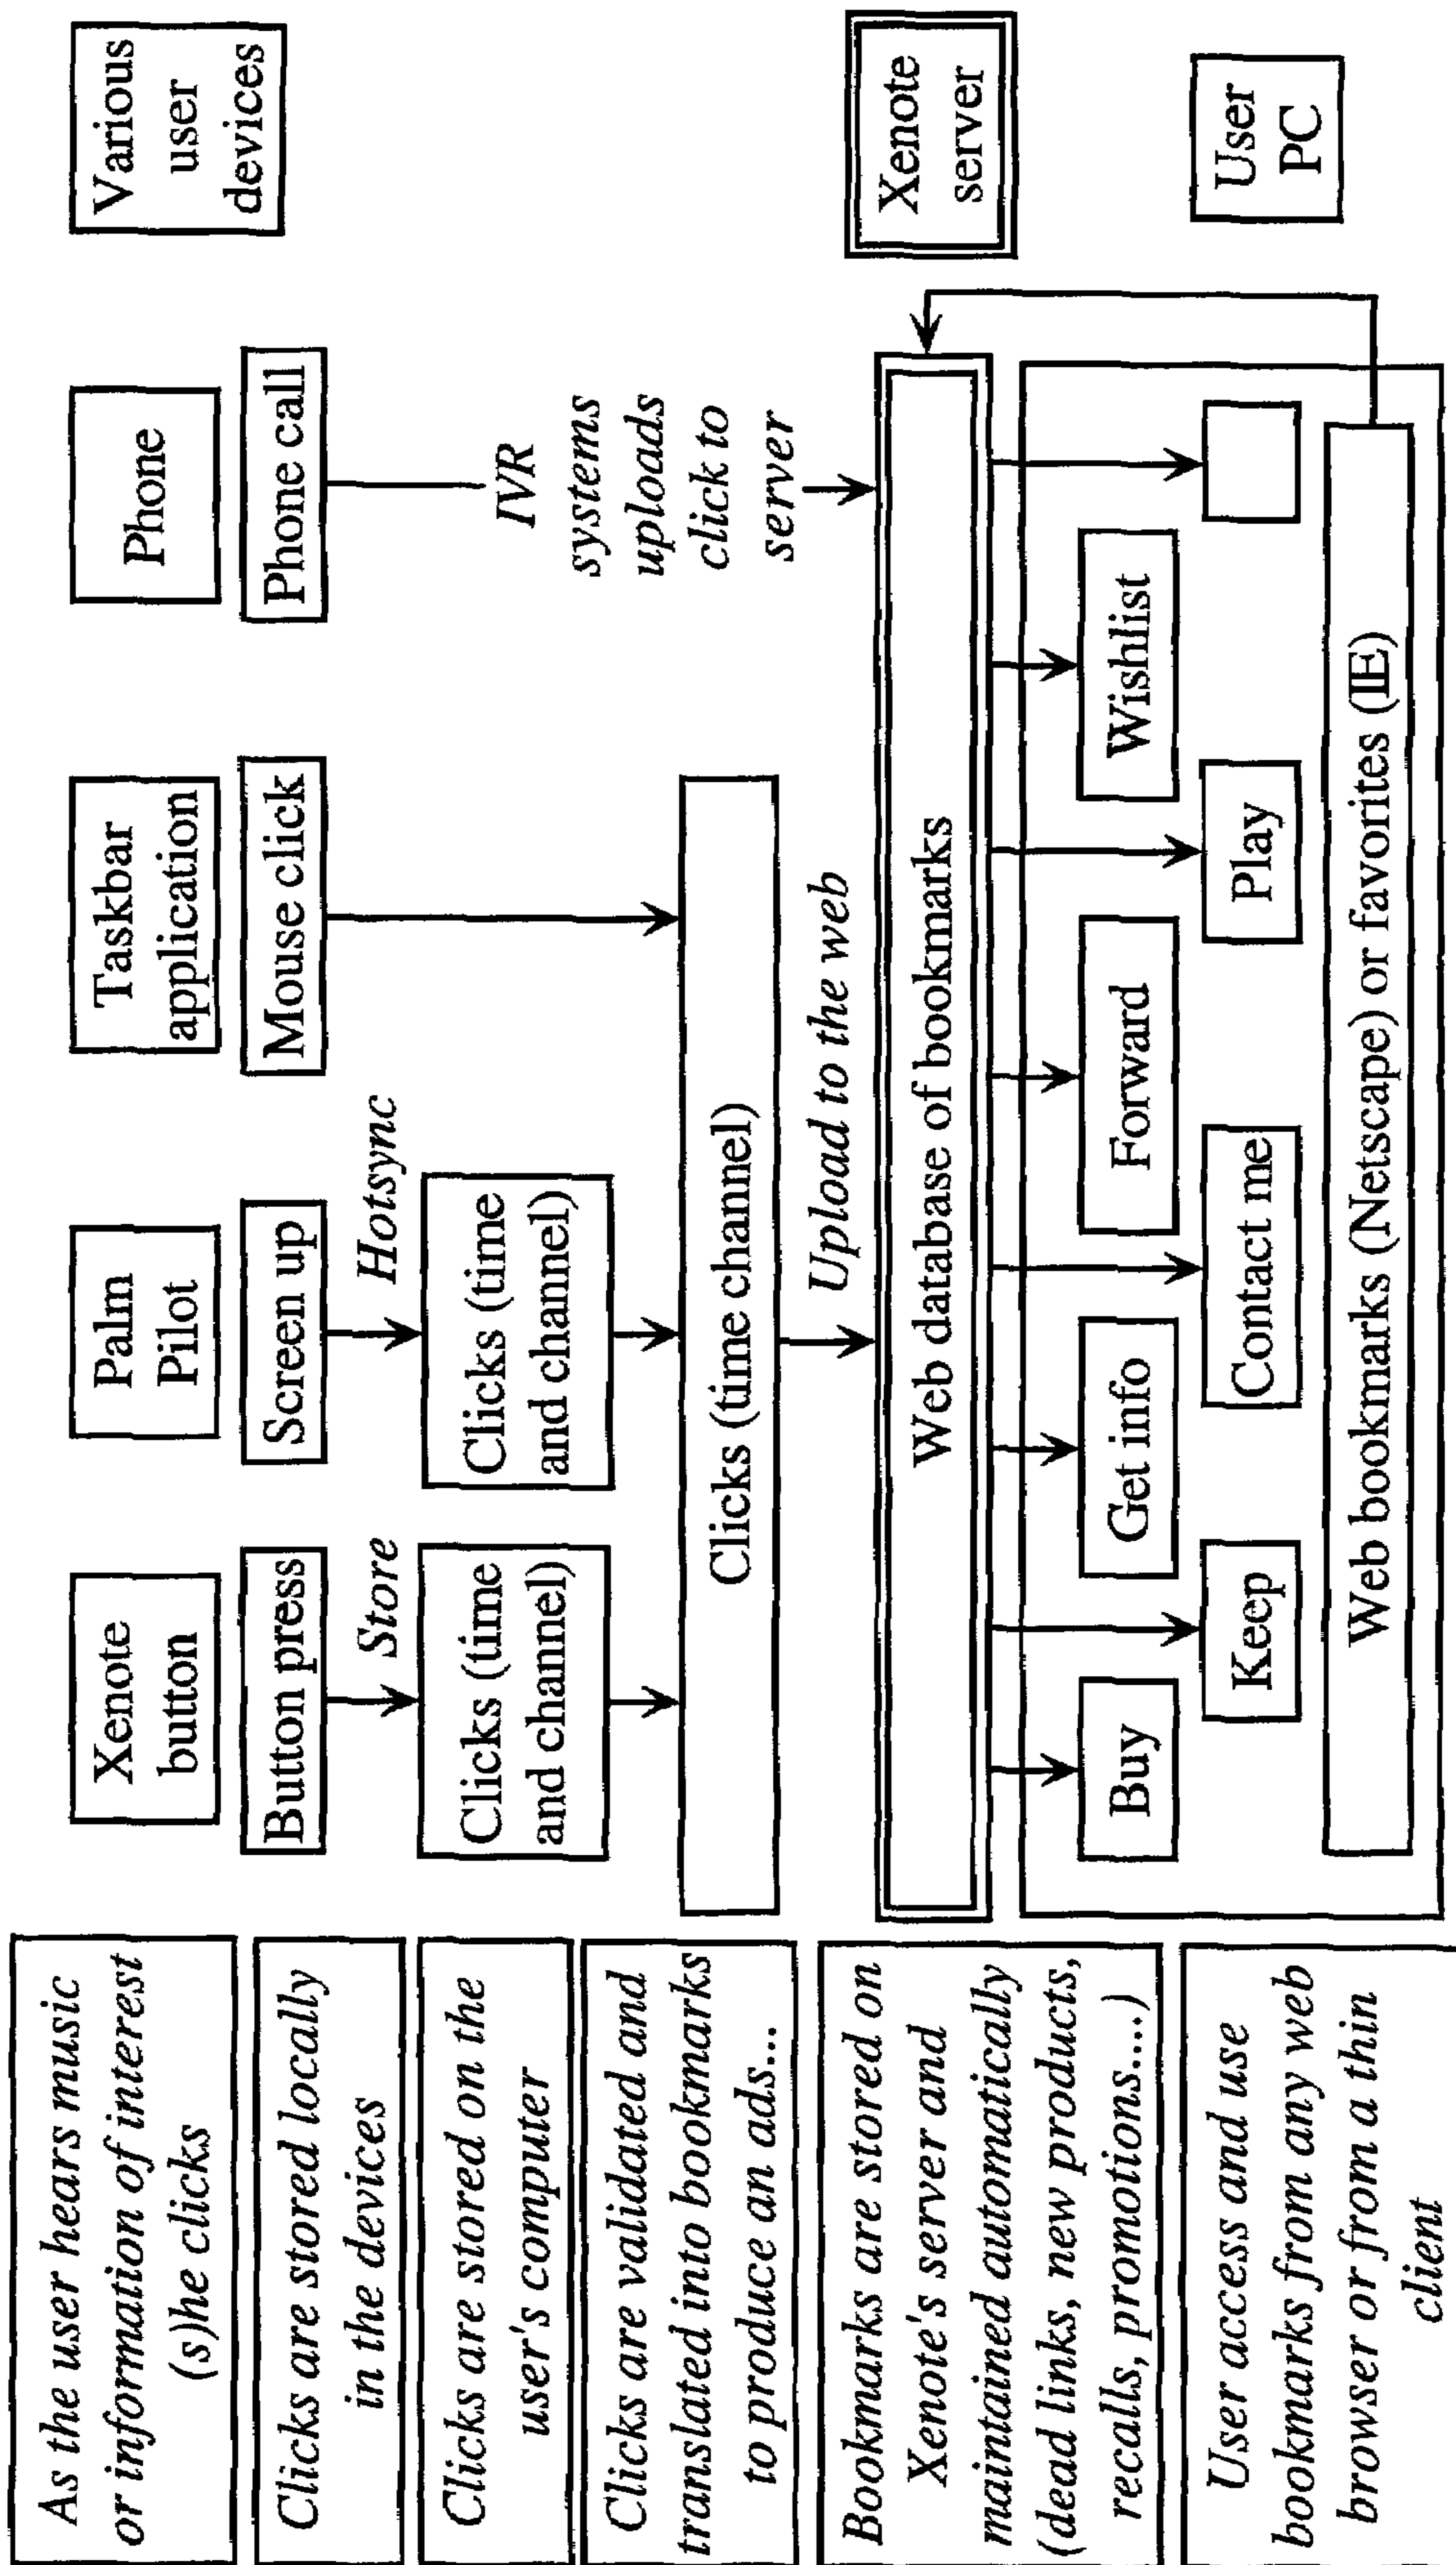 As the user hears music
or information of interest
(s)he clicks
Clicks are stored locally
in the devices
Clicks are stored on the
user's computer
Clicks are validated and
translated into bookmarks
to produce an ads...
Bookmarks are stored on
Xenote's server and
maintained automatically
(dead links, new products,
recalls, promotions....)
User access and use
bookmarks from any web
browser or from a thin
client
Xenote
button
Button press
Store
Clicks (time
and channel)
Palm
Pilot
Screen up
Hotsync
Clicks (time
and channel)
Taskbar
application
Mouse click
Phone
Phone call
IVR
systems
uploads
click to
server
Various
user
devices
Clicks (time channel)
Upload to the web
Web database of bookmarks
Xenote
server
Buy
Keep
Get info
Contact me
Forward
Play
Wishlist
Web bookmarks (Netscape) or favorites (IE)
User
PC